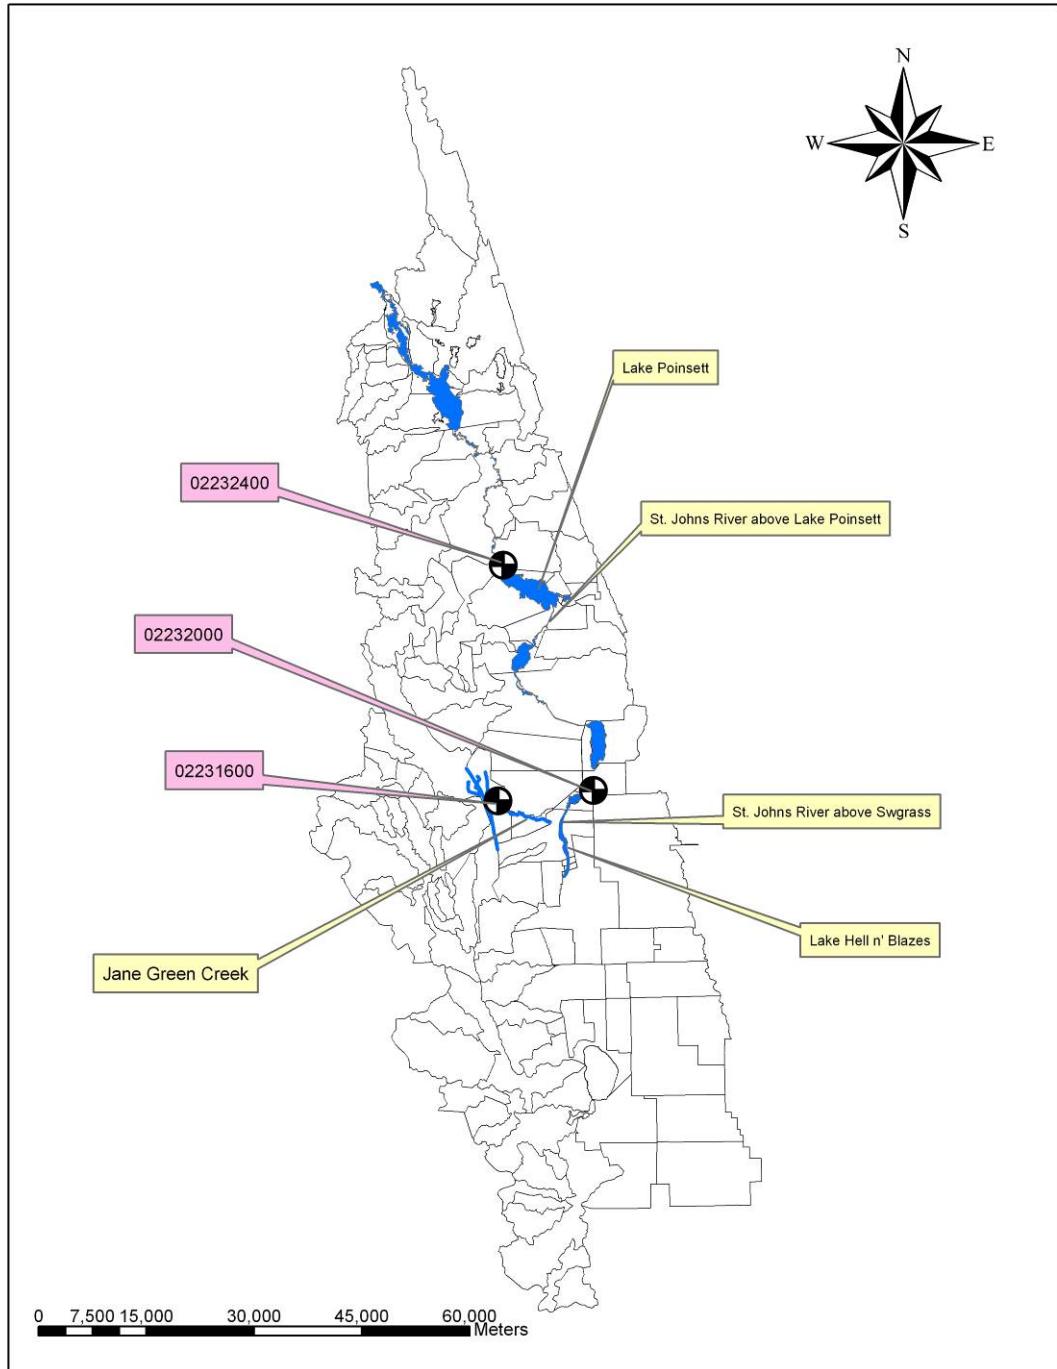 N
W E
S
Lake Poinsett
02232400
St. Johns River above Lake Poinsett
02232000
02231600
St. Johns River above Swgrass
Lake Hell n' Blazes
Jane Green Creek
0 7,500 15,000 30,000 45,000 60,000
Meters